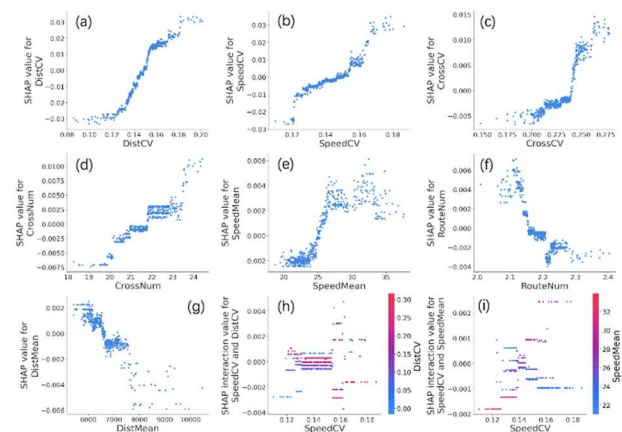 (a)
SHAP value for
DistCV
0.03
0.02
0.01
0.00
−0.01
−0.02
−0.03
0.08 0.10 0.12 0.14 0.16 0.18 0.20
DistCV
(b)
SHAP value for
SpeedCV
0.03
0.02
0.01
0.00
−0.01
−0.02
−0.03
0.12 0.14 0.16 0.18
SpeedCV
(c)
SHAP value for
CrossCV
0.015
0.010
0.005
0.000
−0.005
0.150 0.175 0.200 0.225 0.250 0.275
CrossCV
(d)
SHAP value for
CrossNum
0.0100
0.0075
0.0050
0.0025
0.0000
−0.0025
−0.0050
−0.0075
18 19 20 21 22 23 24
CrossNum
(e)
SHAP value for
SpeedMean
0.006
0.004
0.002
0.000
0.002
20 25 30 35
SpeedMean
(f)
SHAP value for
RouteNum
0.006
0.004
0.002
0.000
−0.002
−0.004
2.0 2.1 2.2 2.3 2.4
RouteNum
(g)
SHAP value for
DistMean
0.002
0.000
−0.002
−0.004
−0.006
6000 7000 8000 9000 10000
DistMean
(h)
SHAP interaction value for
SpeedCV and DistCV
0.004
0.002
0.000
−0.002
−0.004
0.12 0.14 0.16 0.18
SpeedCV
0.30
0.25
0.20
0.15
0.10
0.05
0.00
DistCV
(i)
SHAP interaction value for
SpeedCV and SpeedMean
0.002
0.001
0.000
−0.001
−0.002
0.12 0.14 0.16 0.18
SpeedCV
32
30
28
26
24
22
SpeedMean